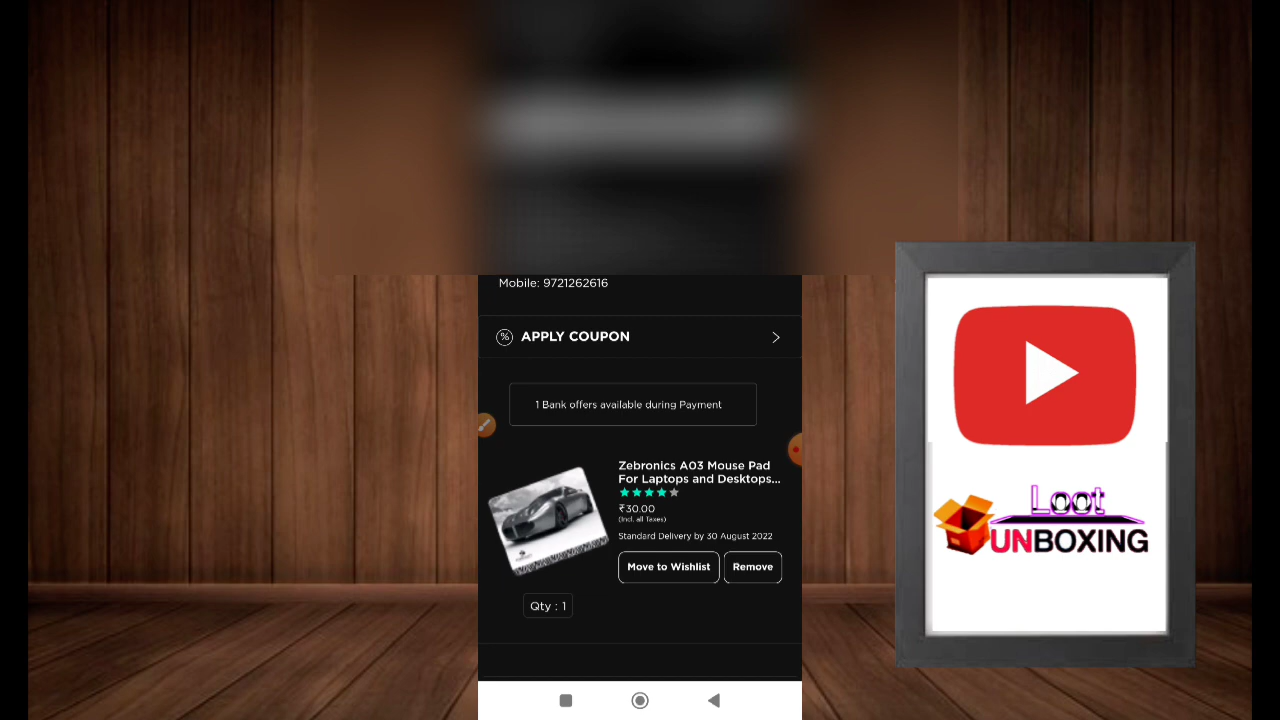 Mobile: 9721262616
% APPLY COUPON
1 Bank offers available during Payment
Zebronics A03 Mouse Pad
For Laptops and Desktops...
₹30.00
(Incl. all Taxes)
Standard Delivery by 30 August 2022
Move to Wishlist
Remove
Qty : 1
Loot
UNBOXING